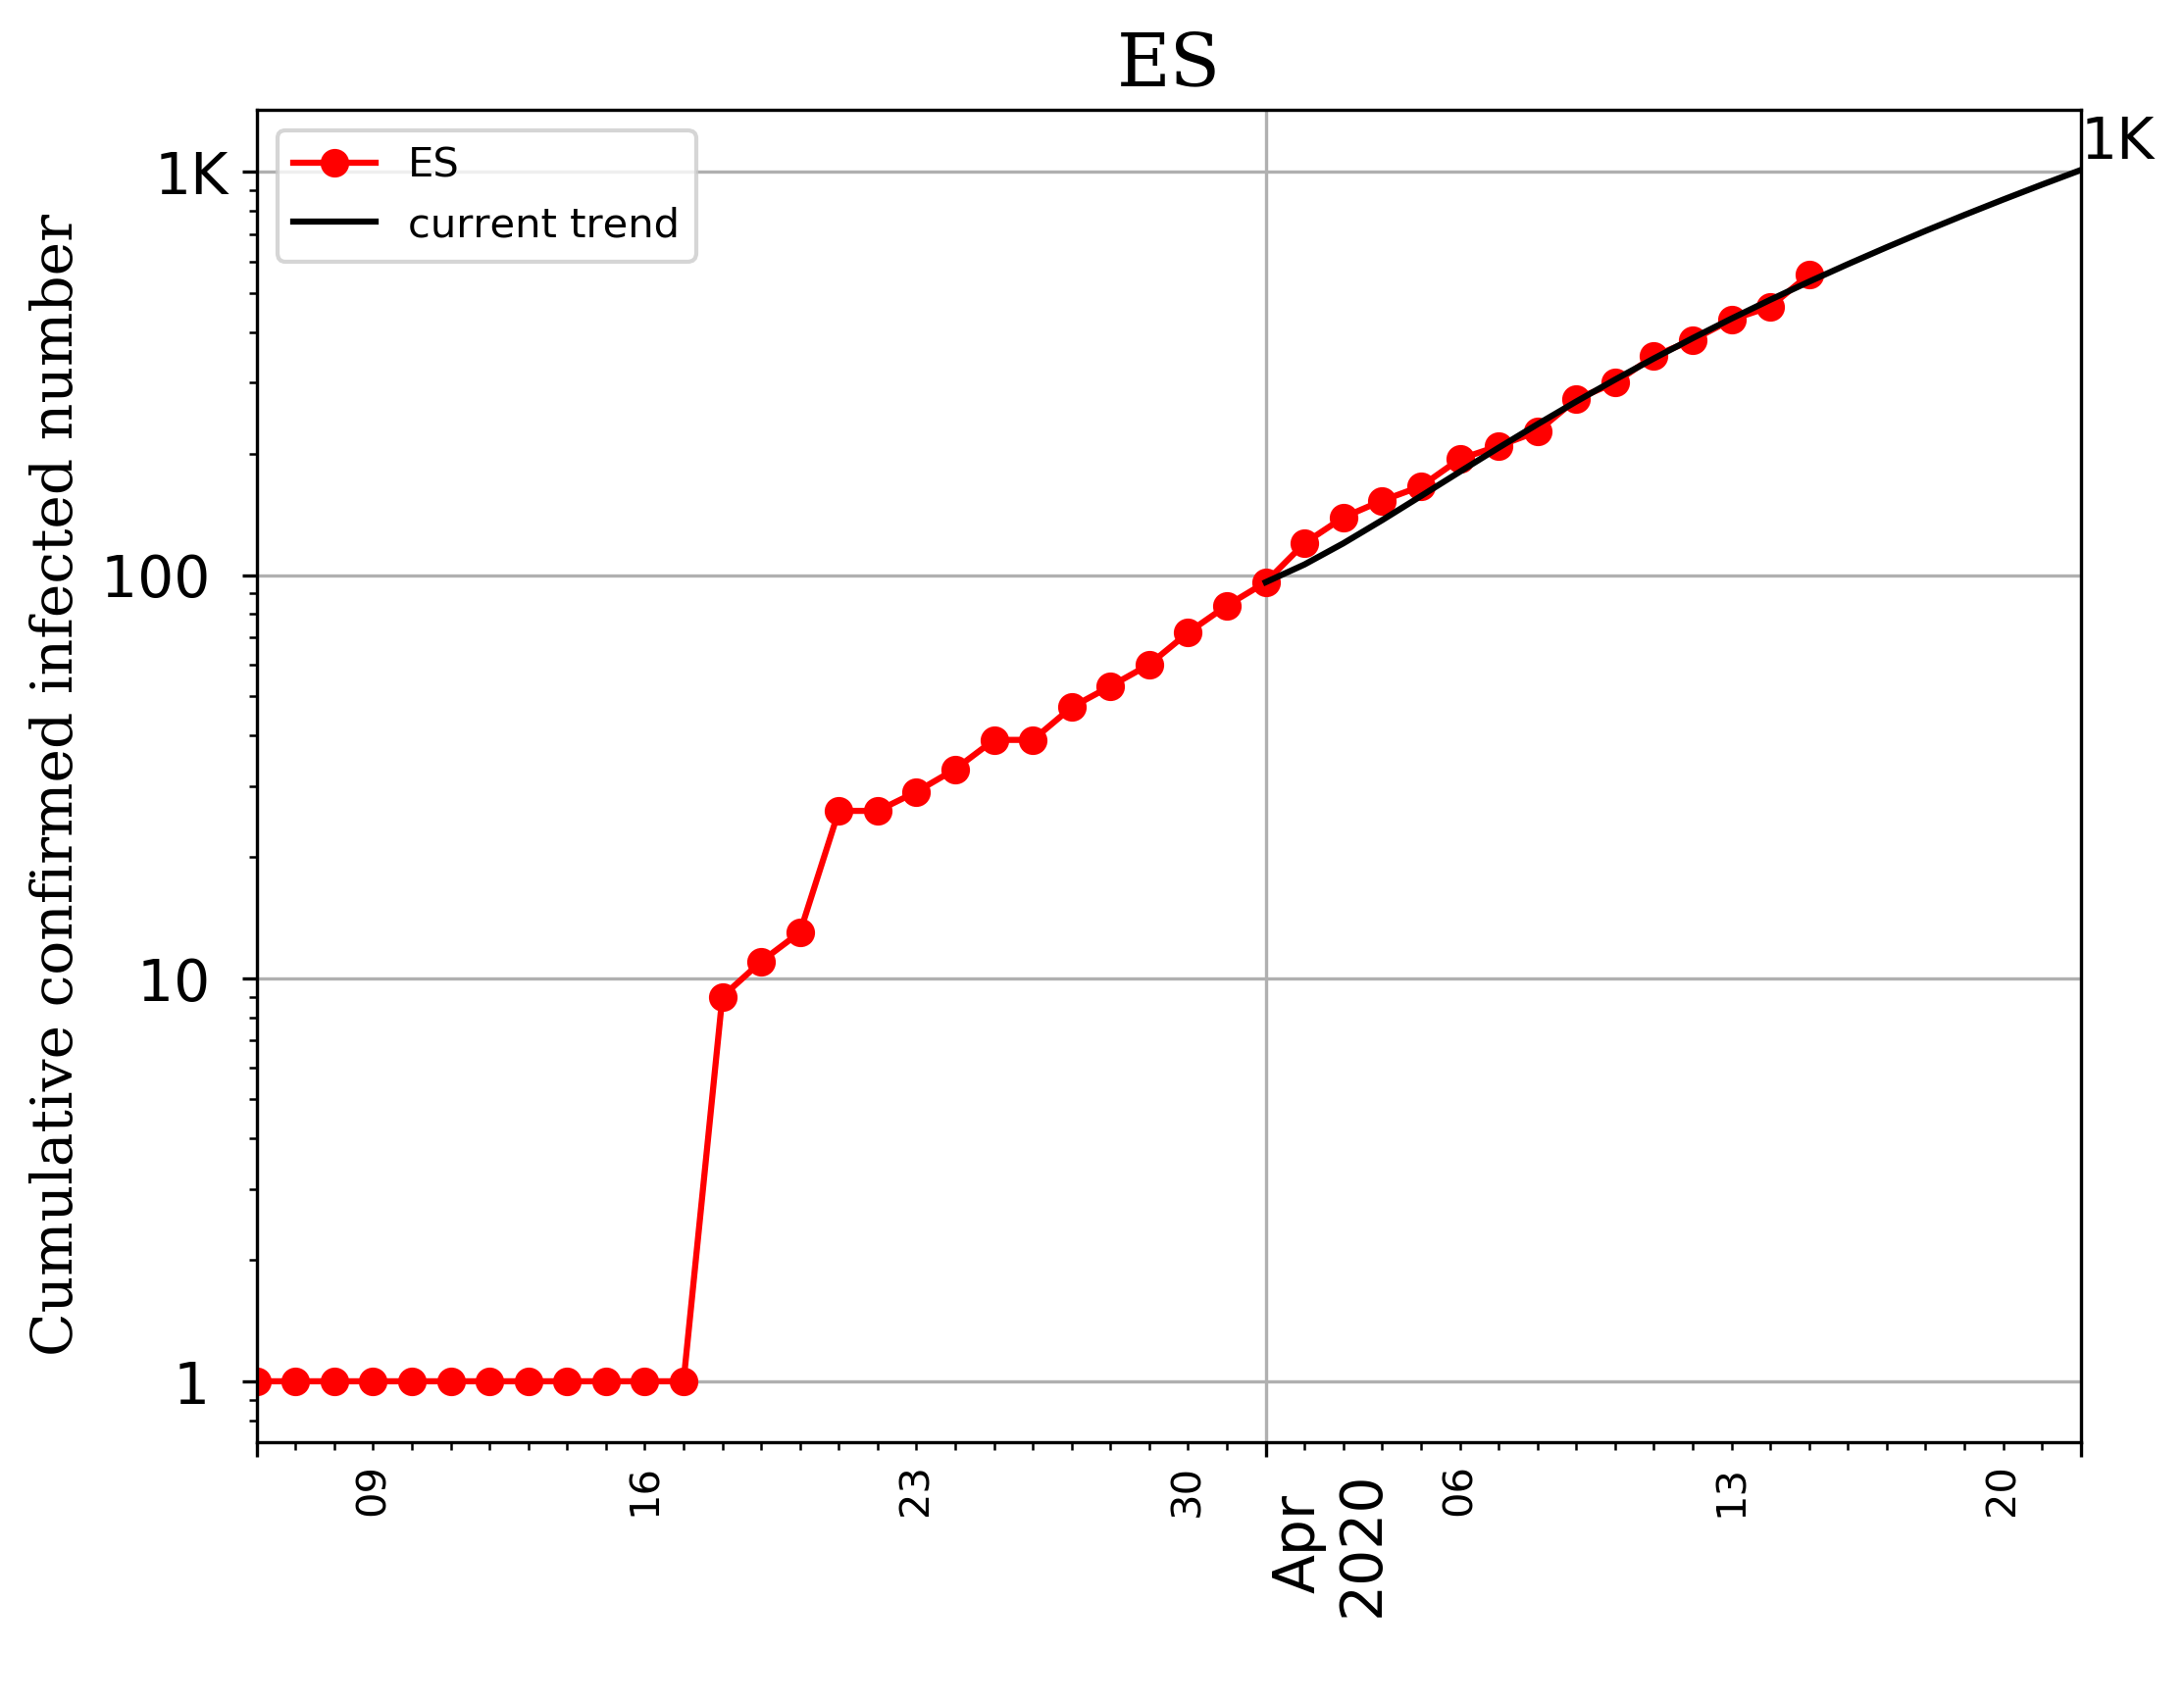 ES
1K
1K
ES
current trend
100
10
1
Cumulative confirmed infected number
09
16
23
30
Apr
2020
06
13
20